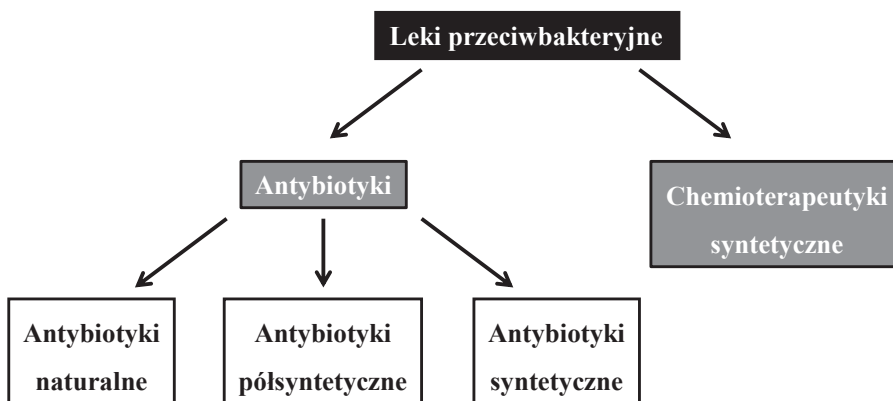 Leki przeciwbakteryjne
Antybiotyki
Chemioterapeutyki
syntetyczne
Antybiotyki
naturalne
Antybiotyki
półsyntetyczne
Antybiotyki
syntetyczne